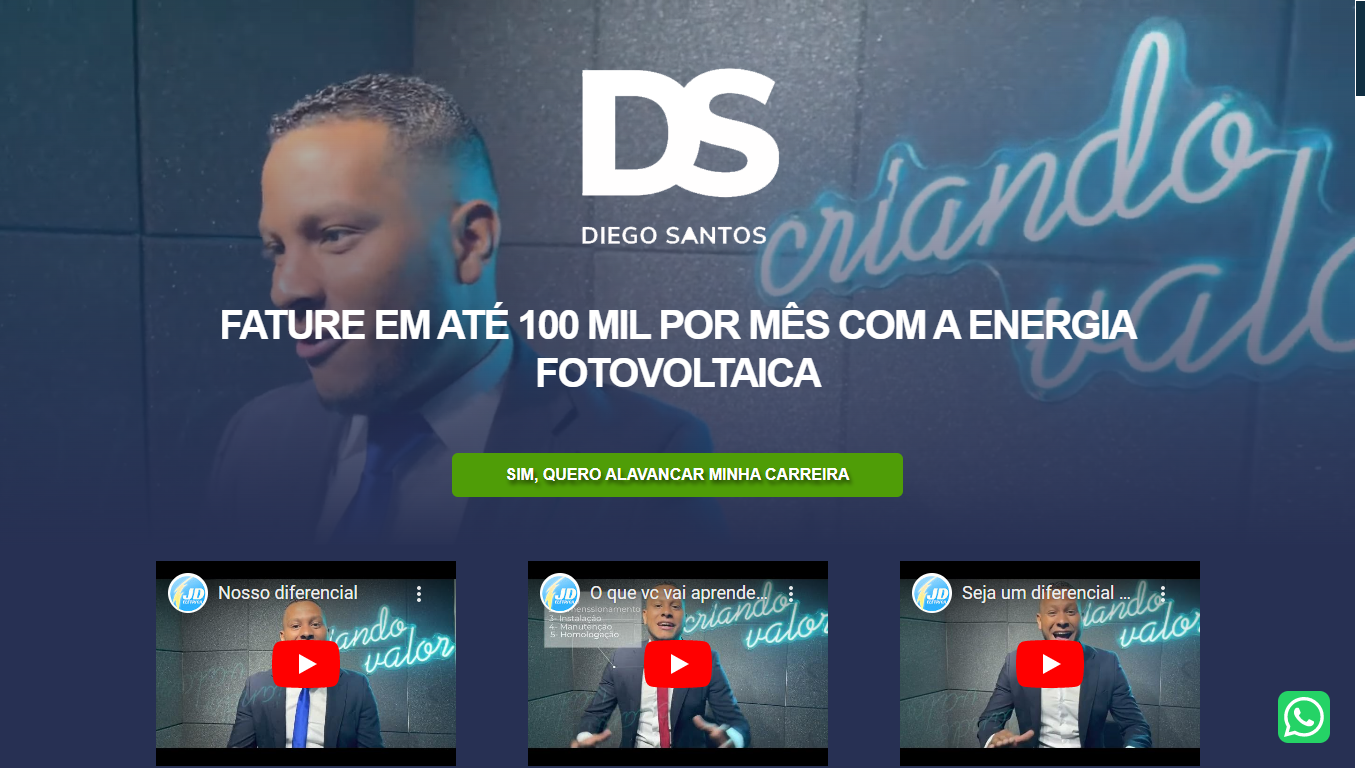 DS
DIEGO SANTOS
criando
valor
FATURE EM ATÉ 100 MIL POR MÊS COM A ENERGIA
FOTOVOLTAICA
SIM, QUERO ALAVANCAR MINHA CARREIRA
JD
Nosso diferencial
criando
valor
JD
O que vc vai aprende...
3- Instalação
4- Manutenção
5- Homologação
criando
valor
JD
Seja um diferencial ...
criando
valor